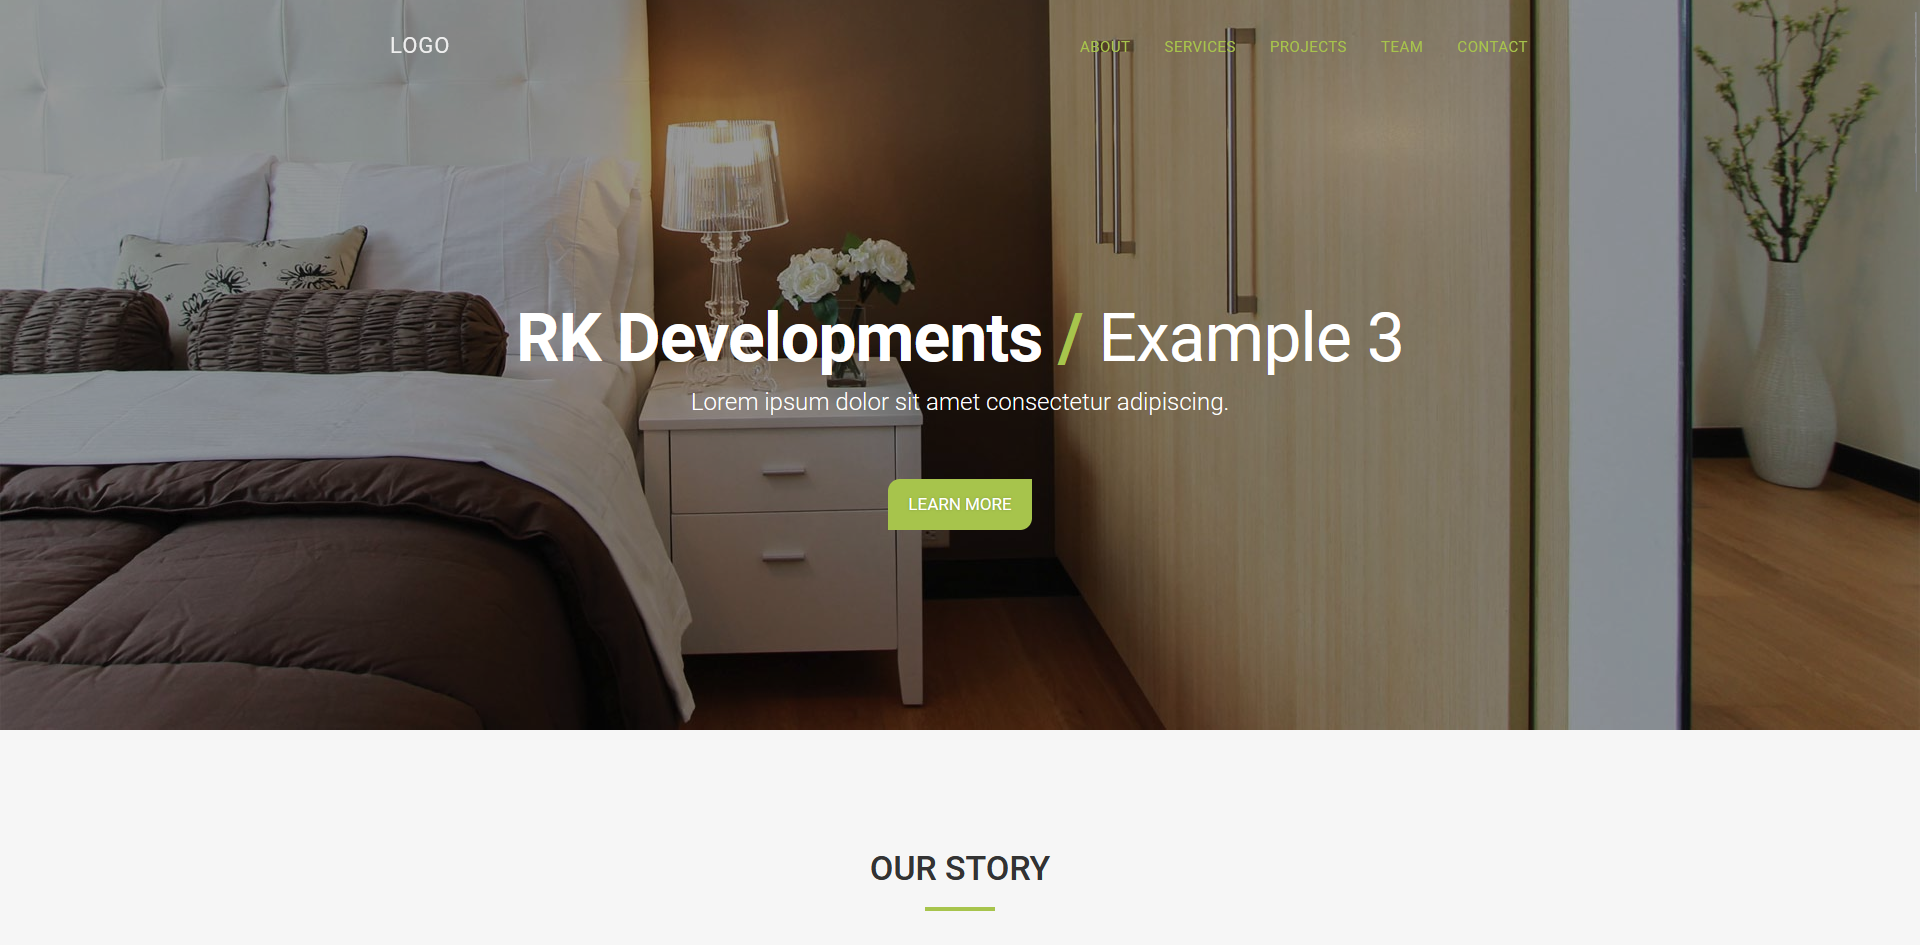 LOGO
ABOUT SERVICES PROJECTS TEAM CONTACT
RK Developments / Example 3
Lorem ipsum dolor sit amet consectetur adipiscing.
LEARN MORE
OUR STORY